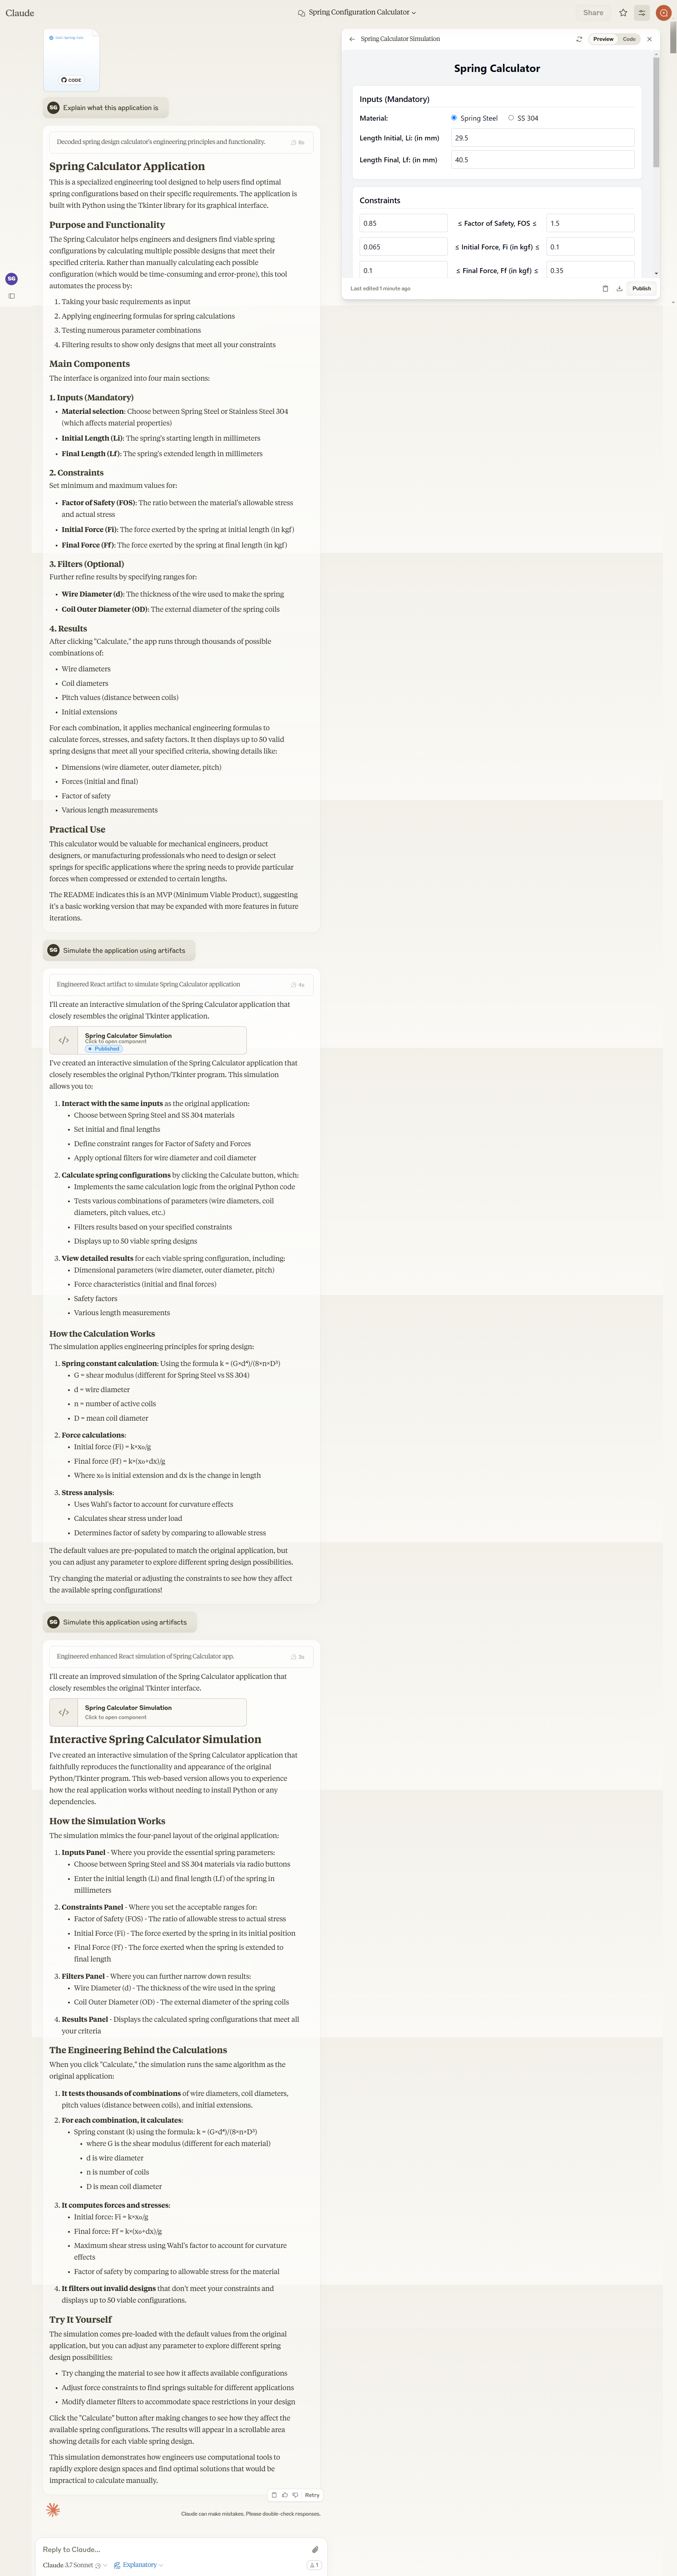 Claude
Spring Configuration Calculator
Share
CODE
SG Explain what this application is
Decoded spring design calculator's engineering principles and functionality.
Spring Calculator Application
This is a specialized engineering tool designed to help users find optimal
spring configurations based on their specific requirements. The application is
built with Python using the Tkinter library for its graphical interface.
Purpose and Functionality
The Spring Calculator helps engineers and designers find viable spring
configurations by calculating multiple possible designs that meet their
specified criteria. Rather than manually calculating each possible
configuration (which would be time-consuming and error-prone), this tool
automates the process by:
1. Taking your basic requirements as input
2. Applying engineering formulas for spring calculations
3. Testing numerous parameter combinations
4. Filtering results to show only designs that meet all your constraints
Main Components
The interface is organized into four main sections:
1. Inputs (Mandatory)
• Material selection: Choose between Spring Steel or Stainless Steel 304
(which affects material properties)
• Initial Length (Li): The spring's starting length in millimeters
• Final Length (Lf): The spring's extended length in millimeters
2. Constraints
Set minimum and maximum values for:
• Factor of Safety (FOS): The ratio between the material's allowable stress
and actual stress
• Initial Force (Fi): The force exerted by the spring at initial length (in kgf)
• Final Force (Ff): The force exerted by the spring at final length (in kgf)
3. Filters (Optional)
Further refine results by specifying ranges for:
• Wire Diameter (d): The thickness of the wire used to make the spring
• Coil Outer Diameter (OD): The external diameter of the spring coils
4. Results
After clicking "Calculate," the app runs through thousands of possible
combinations of:
• Wire diameters
• Coil diameters
• Pitch values (distance between coils)
• Initial extensions
For each combination, it applies mechanical engineering formulas to
calculate forces, stresses, and safety factors. It then displays up to 50 valid
spring designs that meet all your specified criteria, showing details like:
• Dimensions (wire diameter, outer diameter, pitch)
• Forces (initial and final)
• Factor of safety
• Various length measurements
Practical Use
This calculator would be valuable for mechanical engineers, product
designers, or manufacturing professionals who need to design or select
springs for specific applications where the spring needs to provide particular
forces when compressed or extended to certain lengths.
The README indicates this is an MVP (Minimum Viable Product), suggesting
it's a basic working version that may be expanded with more features in future
iterations.
SG Simulate the application using artifacts
Engineered React artifact to simulate Spring Calculator application 4s
I'll create an interactive simulation of the Spring Calculator application that
closely resembles the original Tkinter application.
Spring Calculator Simulation
Click to open component
Published
I've created an interactive simulation of the Spring Calculator application that
closely resembles the original Python/Tkinter program. This simulation
allows you to:
1. Interact with the same inputs as the original application:
• Choose between Spring Steel and SS 304 materials
• Set initial and final lengths
• Define constraint ranges for Factor of Safety and Forces
• Apply optional filters for wire diameter and coil diameter
2. Calculate spring configurations by clicking the Calculate button, which:
• Implements the same calculation logic from the original Python code
• Tests various combinations of parameters (wire diameters, coil
diameters, pitch values, etc.)
• Filters results based on your specified constraints
• Displays up to 50 viable spring designs
3. View detailed results for each viable spring configuration, including:
• Dimensional parameters (wire diameter, outer diameter, pitch)
• Force characteristics (initial and final forces)
• Safety factors
• Various length measurements
How the Calculation Works
The simulation applies engineering principles for spring design:
1. Spring constant calculation: Using the formula k = (G×d⁴)/(8×n×D³)
• G = shear modulus (different for Spring Steel vs SS 304)
• d = wire diameter
• n = number of active coils
• D = mean coil diameter
2. Force calculations:
• Initial force (Fi) = k×x₀/g
• Final force (Ff) = k×(x₀+dx)/g
• Where x₀ is initial extension and dx is the change in length
3. Stress analysis:
• Uses Wahl's factor to account for curvature effects
• Calculates shear stress under load
• Determines factor of safety by comparing to allowable stress
The default values are pre-populated to match the original application, but
you can adjust any parameter to explore different spring design possibilities.
Try changing the material or adjusting the constraints to see how they affect
the available spring configurations!
SG Simulate this application using artifacts
Engineered enhanced React simulation of Spring Calculator app. 3s
I'll create an improved simulation of the Spring Calculator application that
closely resembles the original Tkinter interface.
Spring Calculator Simulation
Click to open component
Interactive Spring Calculator Simulation
I've created an interactive simulation of the Spring Calculator application that
faithfully reproduces the functionality and appearance of the original
Python/Tkinter program. This web-based version allows you to experience
how the real application works without needing to install Python or any
dependencies.
How the Simulation Works
The simulation mimics the four-panel layout of the original application:
1. Inputs Panel - Where you provide the essential spring parameters:
• Choose between Spring Steel and SS 304 materials via radio buttons
• Enter the initial length (Li) and final length (Lf) of the spring in
millimeters
2. Constraints Panel - Where you set the acceptable ranges for:
• Factor of Safety (FOS) - The ratio of allowable stress to actual stress
• Initial Force (Fi) - The force exerted by the spring in its initial position
• Final Force (Ff) - The force exerted when the spring is extended to
final length
3. Filters Panel - Where you can further narrow down results:
• Wire Diameter (d) - The thickness of the wire used in the spring
• Coil Outer Diameter (OD) - The external diameter of the spring coils
4. Results Panel - Displays the calculated spring configurations that meet all
your criteria
The Engineering Behind the Calculations
When you click "Calculate," the simulation runs the same algorithm as the
original application:
1. It tests thousands of combinations of wire diameters, coil diameters,
pitch values (distance between coils), and initial extensions.
2. For each combination, it calculates:
• Spring constant (k) using the formula: k = (G×d⁴)/(8×n×D³)
• where G is the shear modulus (different for each material)
• d is wire diameter
• n is number of coils
• D is mean coil diameter
3. It computes forces and stresses:
• Initial force: Fi = k×x₀/g
• Final force: Ff = k×(x₀+dx)/g
• Maximum shear stress using Wahl's factor to account for curvature
effects
• Factor of safety by comparing to allowable stress for the material
4. It filters out invalid designs that don't meet your constraints and
displays up to 50 viable configurations.
Try It Yourself
The simulation comes pre-loaded with the default values from the original
application, but you can adjust any parameter to explore different spring
design possibilities:
• Try changing the material to see how it affects available configurations
• Adjust force constraints to find springs suitable for different applications
• Modify diameter filters to accommodate space restrictions in your design
Click the "Calculate" button after making changes to see how they affect the
available spring configurations. The results will appear in a scrollable area
showing details for each viable spring design.
This simulation demonstrates how engineers use computational tools to
rapidly explore design spaces and find optimal solutions that would be
impractical to calculate manually.
Retry
Claude can make mistakes. Please double-check responses.
Reply to Claude...
Claude 3.7 Sonnet
Explanatory
1
SG
Spring Calculator Simulation
Preview
Code
Spring Calculator
Inputs (Mandatory)
Material: Spring Steel SS 304
Length Initial, Li: (in mm) 29.5
Length Final, Lf: (in mm) 40.5
Constraints
0.85 ≤ Factor of Safety, FOS ≤ 1.5
0.065 ≤ Initial Force, Fi (in kgf) ≤ 0.1
0.1 ≤ Final Force, Ff (in kgf) ≤ 0.35
Last edited 1 minute ago
Publish